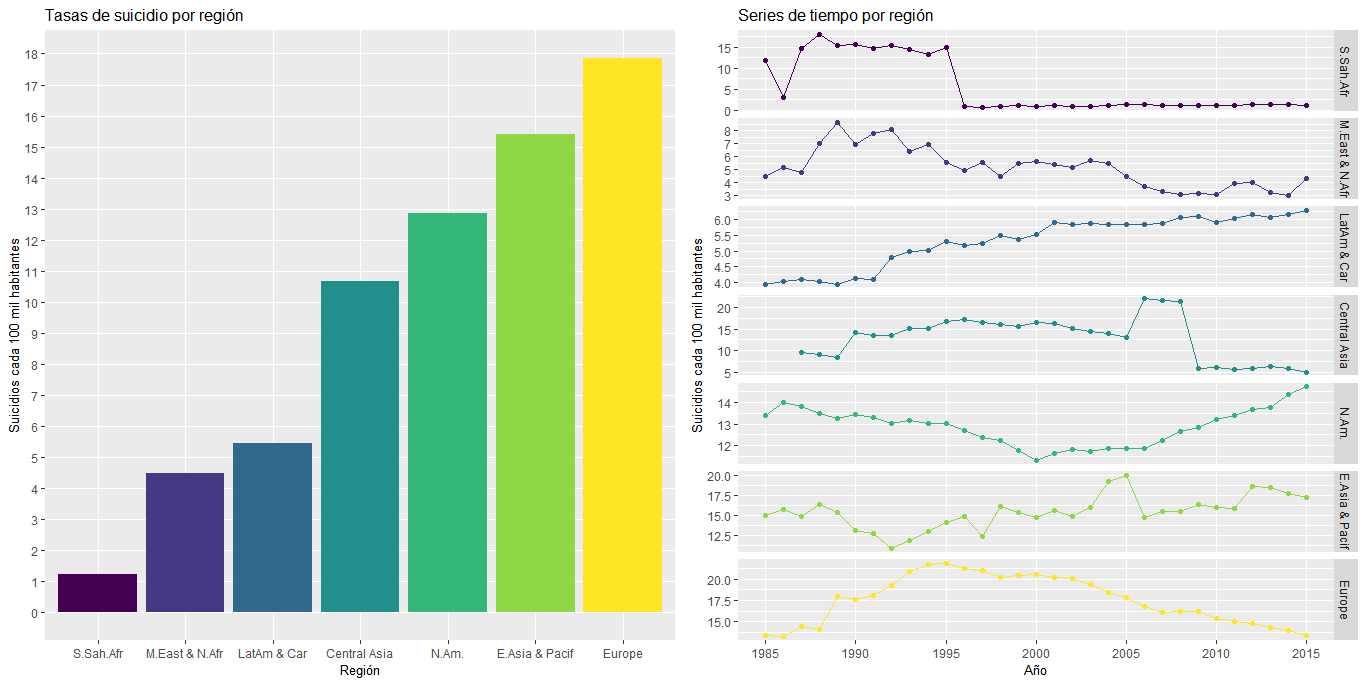 Tasas de suicidio por región
Suicidios cada 100 mil habitantes
18
17
16
15
14
13
12
11
10
9
8
7
6
5
4
3
2
1
0
S.Sah.Afr
M.East & N.Afr
LatAm & Car
Central Asia
N.Am.
E.Asia & Pacif
Europe
Región
Series de tiempo por región
Suicidios cada 100 mil habitantes
15
10
5
0
S.Sah.Afr
8
7
6
5
4
3
M.East & N.Afr
6.0
5.5
5.0
4.5
4.0
LatAm & Car
20
15
10
5
Central Asia
14
13
12
N.Am.
20.0
17.5
15.0
12.5
E.Asia & Pacif
20.0
17.5
15.0
Europe
1985
1990
1995
2000
2005
2010
2015
Año